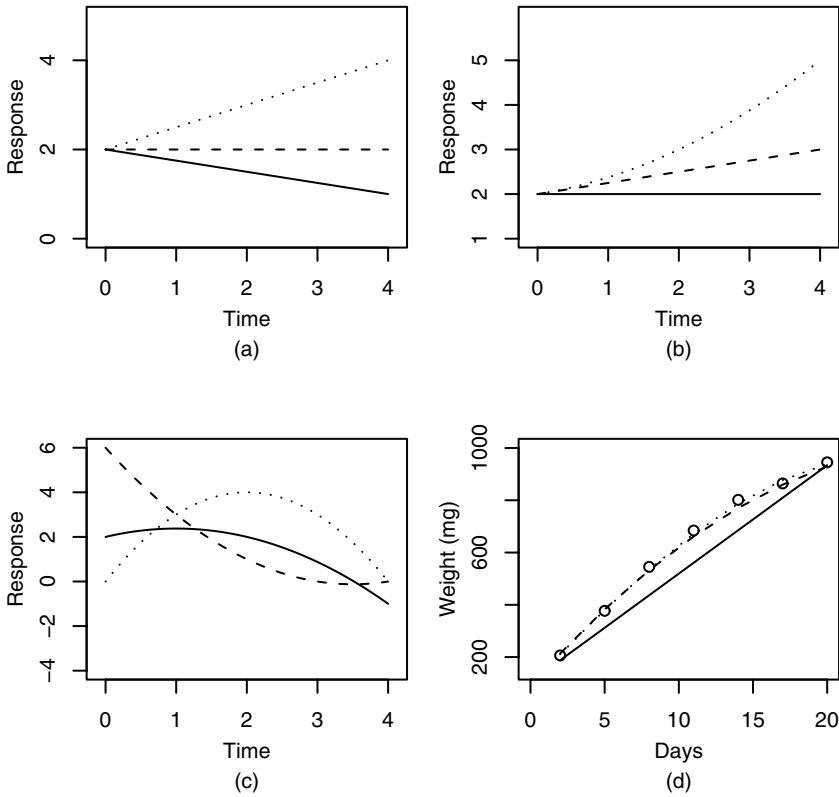 0 2 4
Response
0 1 2 3 4
Time
(a)
1 2 3 4 5
Response
0 1 2 3 4
Time
(b)
−4 −2 0 2 4 6
Response
0 1 2 3 4
Time
(c)
200 600 1000
Weight (mg)
0 5 10 15 20
Days
(d)